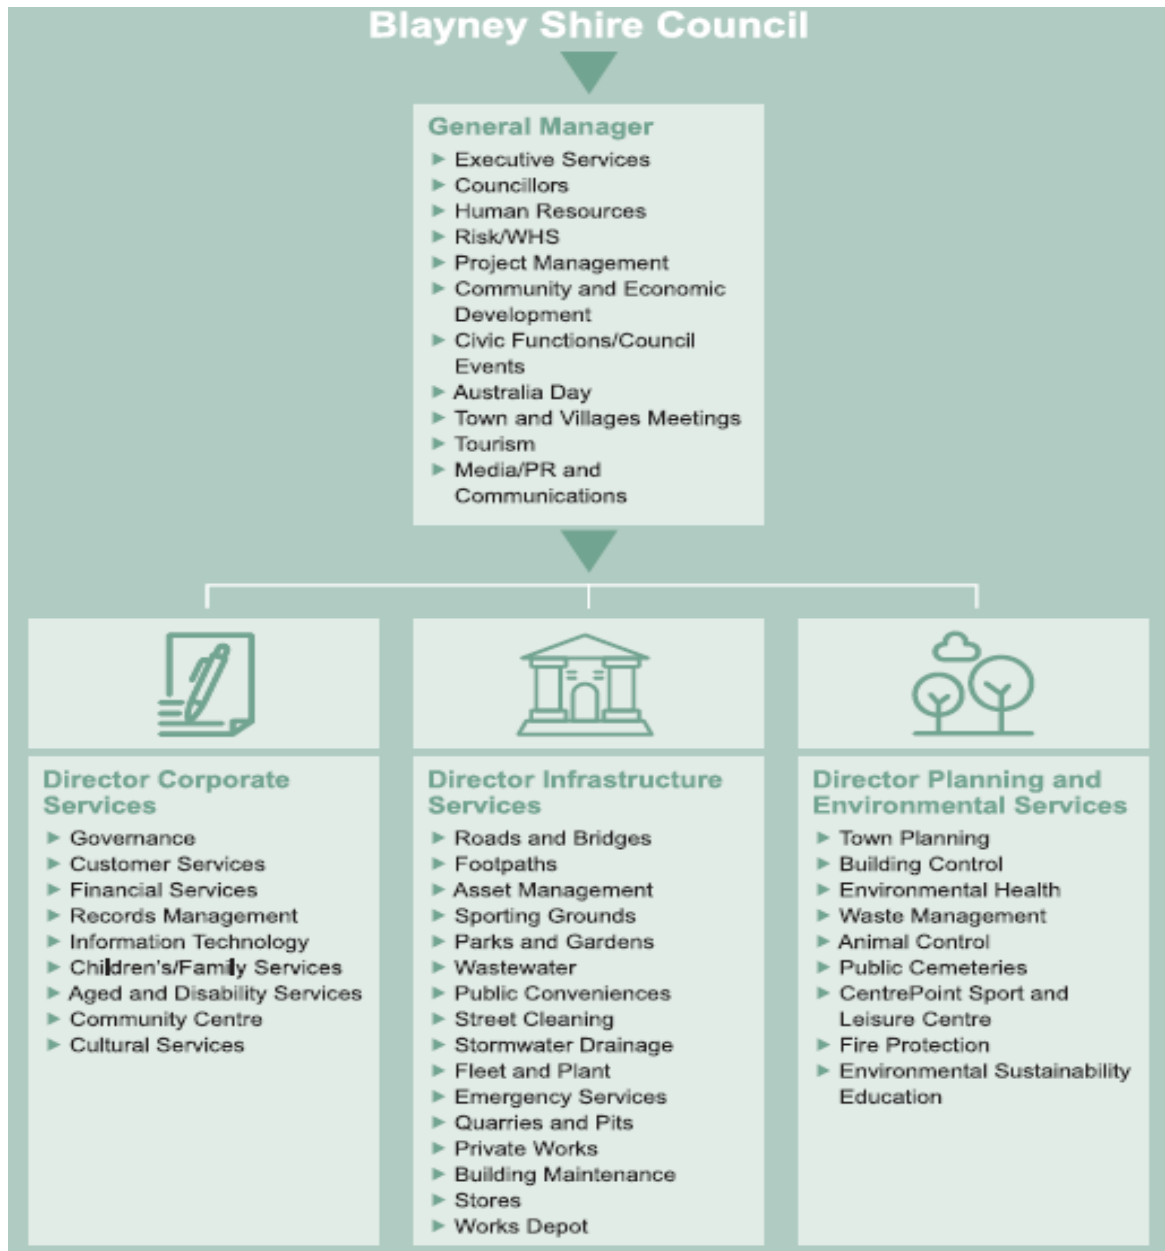 Blayney Shire Council
General Manager
Executive Services
Councillors
Human Resources
Risk/WHS
Project Management
Community and Economic
Development
Civic Functions/Council
Events
Australia Day
Town and Villages Meetings
Tourism
Media/PR and
Communications
Director Corporate
Services
Governance
Customer Services
Financial Services
Records Management
Information Technology
Children's/Family Services
Aged and Disability Services
Community Centre
Cultural Services
Director Infrastructure
Services
Roads and Bridges
Footpaths
Asset Management
Sporting Grounds
Parks and Gardens
Wastewater
Public Conveniences
Street Cleaning
Stormwater Drainage
Fleet and Plant
Emergency Services
Quarries and Pits
Private Works
Building Maintenance
Stores
Works Depot
Director Planning and
Environmental Services
Town Planning
Building Control
Environmental Health
Waste Management
Animal Control
Public Cemeteries
CentrePoint Sport and
Leisure Centre
Fire Protection
Environmental Sustainability
Education